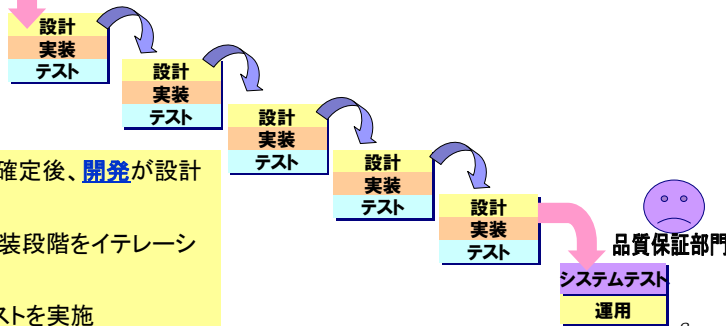 設計
実装
テスト
設計
実装
テスト
設計
実装
テスト
設計
実装
テスト
設計
実装
テスト
確定後、開発が設計
装段階をイテレーシ
ストを実施
品質保証部門
システムテスト
運用